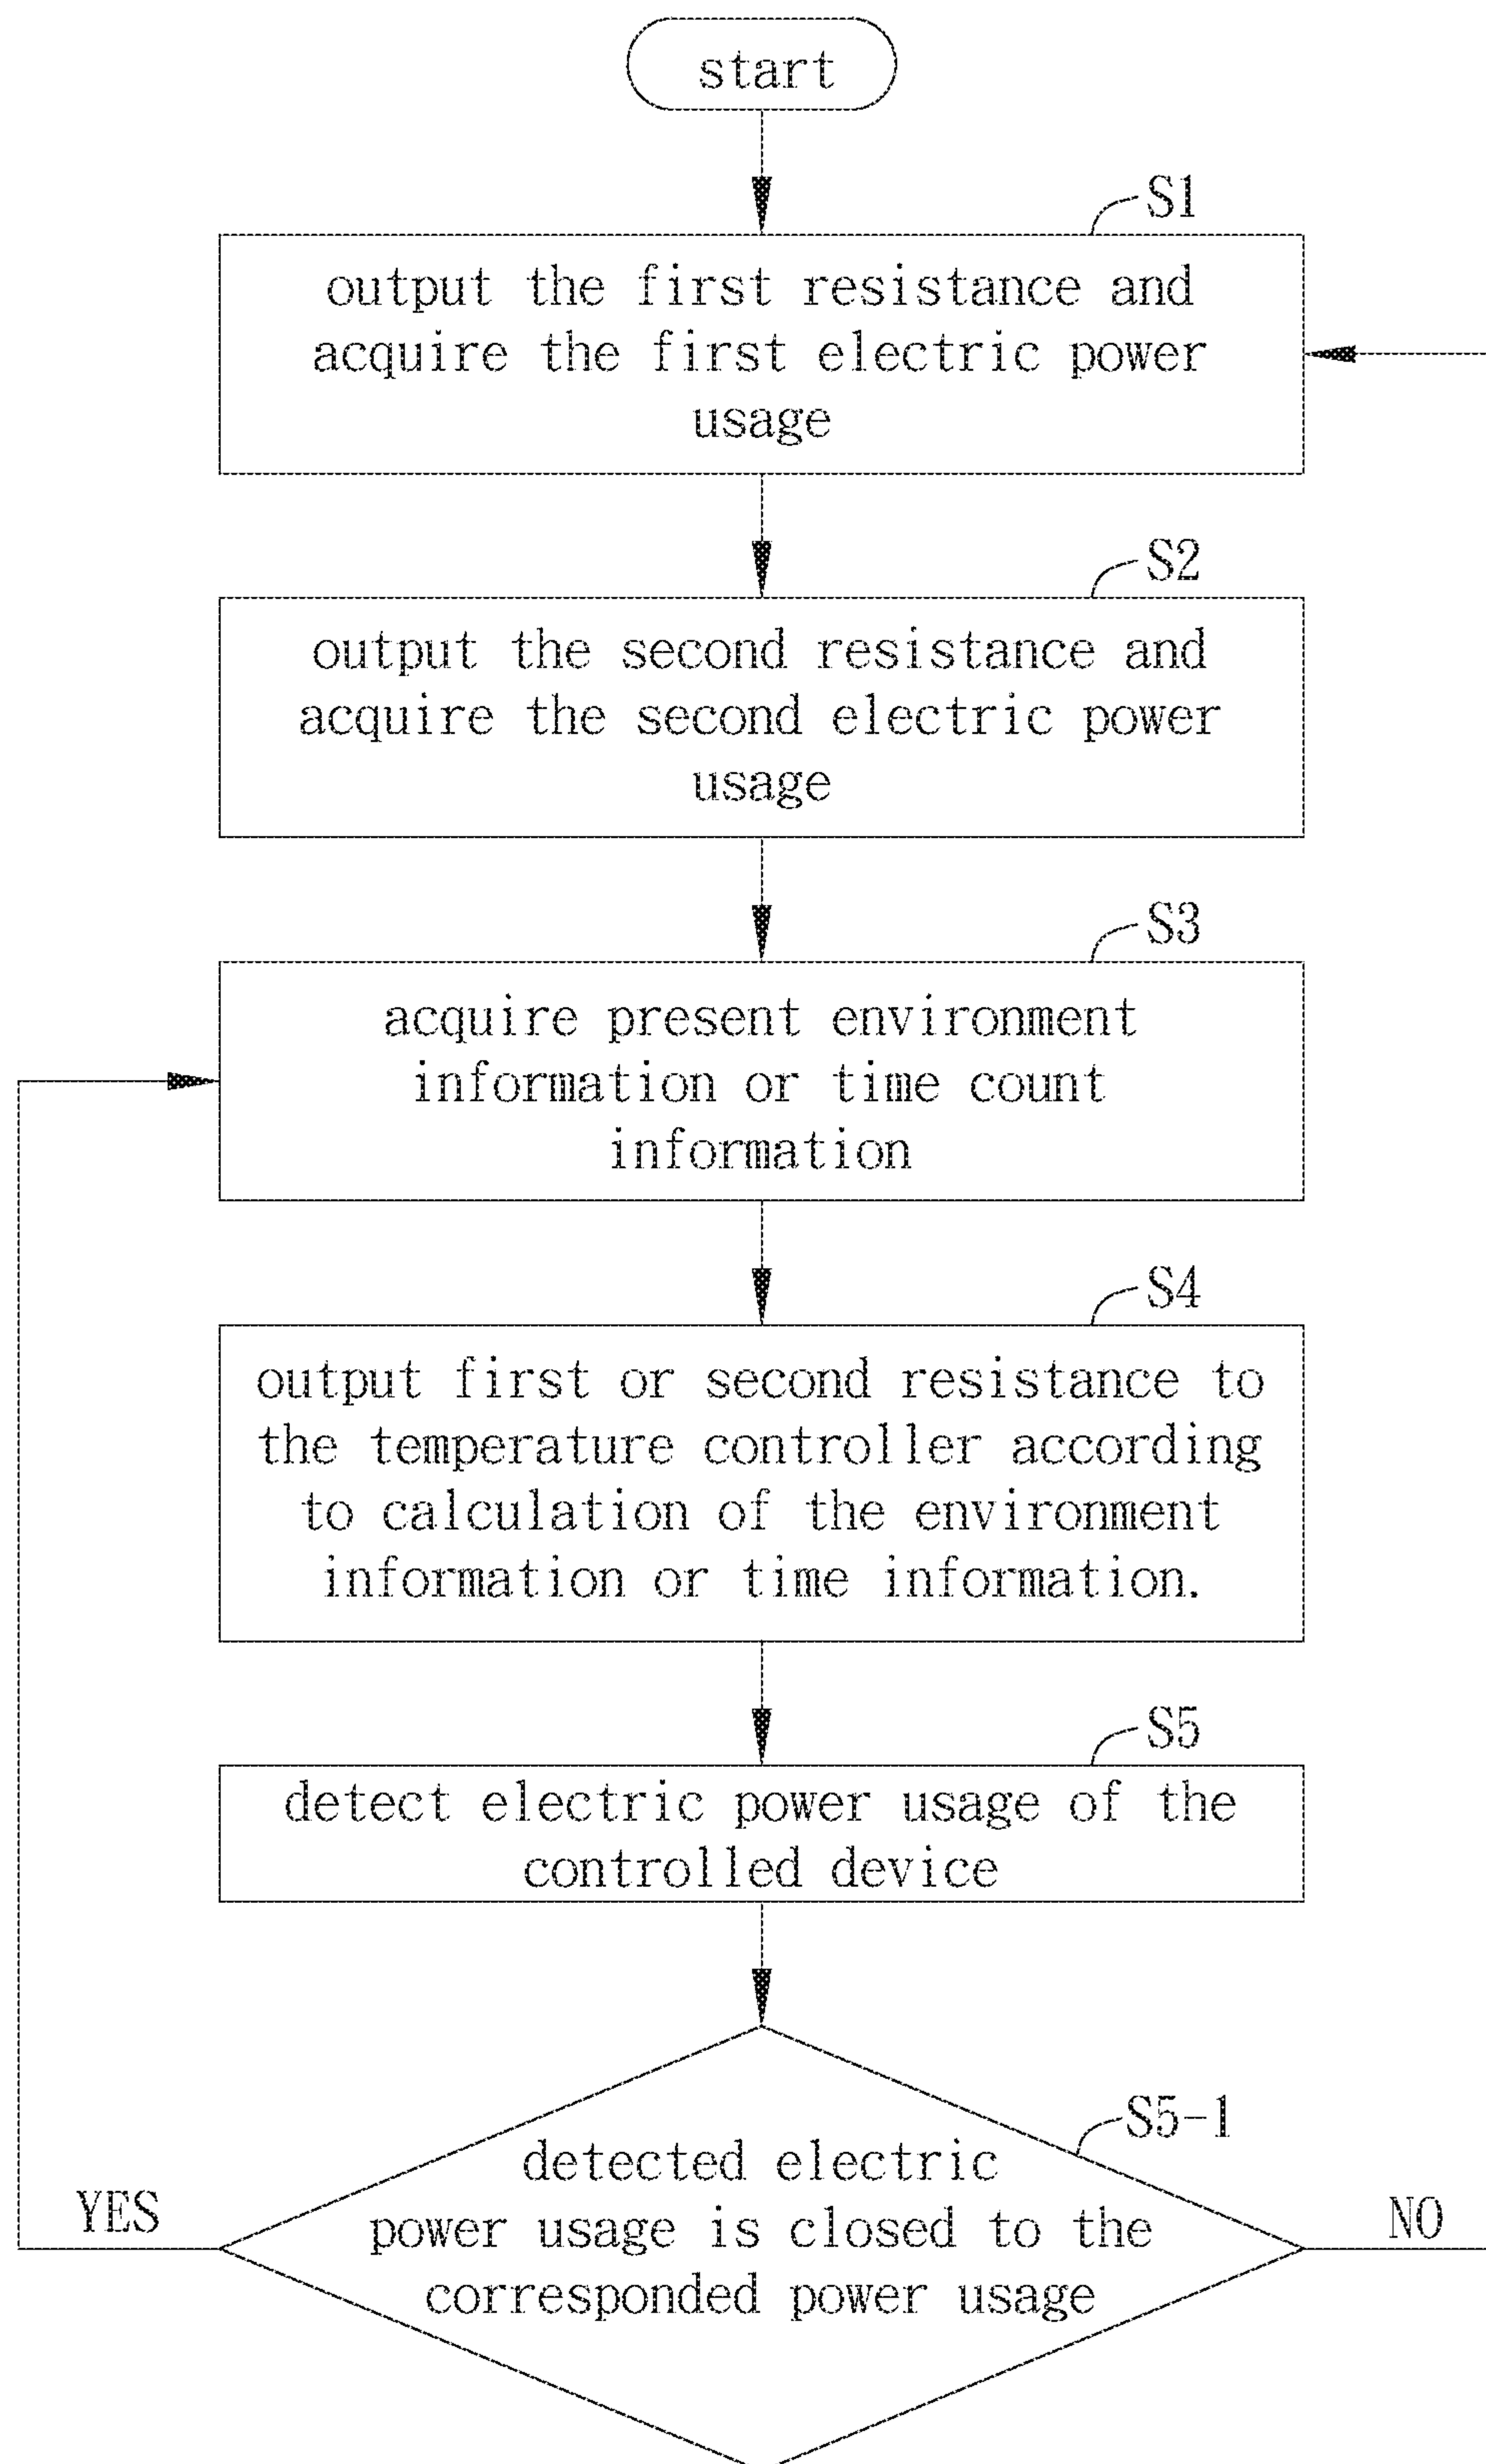 start
S1
output the first resistance and
acquire the first electric power
usage
S2
output the second resistance and
acquire the second electric power
usage
S3
acquire present environment
information or time count
information
S4
output first or second resistance to
the temperature controller according
to calculation of the environment
information or time information.
S5
detect electric power usage of the
controlled device
S5-1
detected electric
power usage is closed to the
corresponded power usage
YES
NO